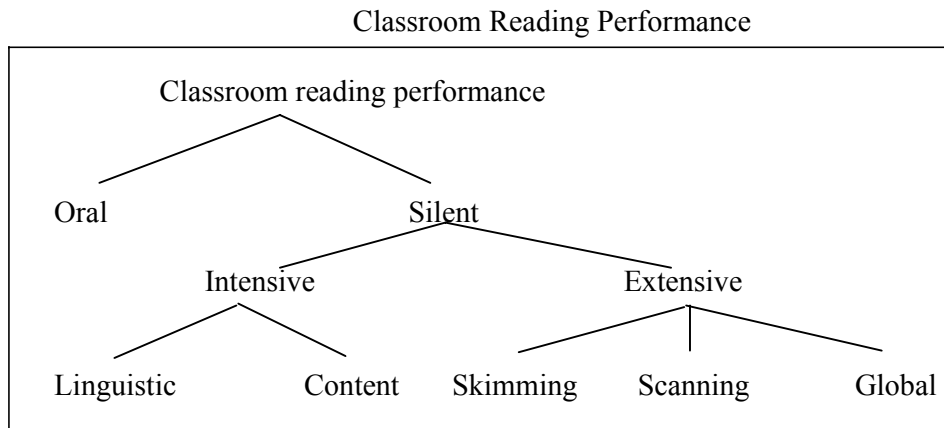 Classroom Reading Performance
Classroom reading performance
Oral Silent
Intensive Extensive
Linguistic Content Skimming Scanning Global